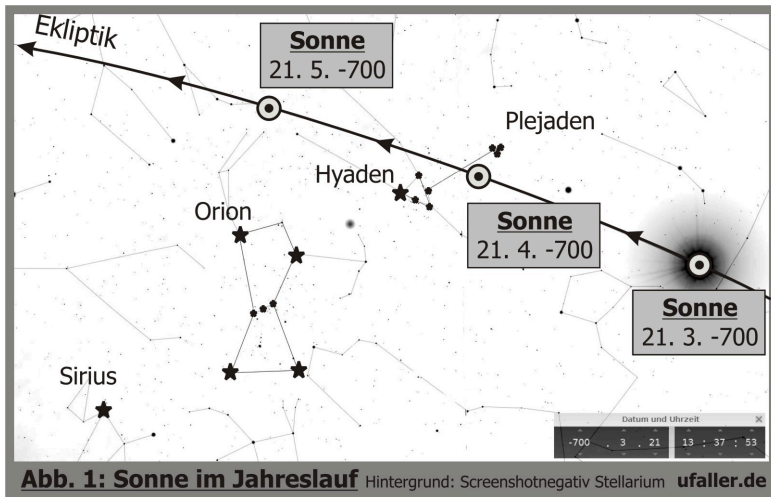 Ekliptik
Sonne
21. 5. -700
Plejaden
Hyaden
Orion
Sonne
21. 4. -700
Sonne
21. 3. -700
Sirius
Datum und Uhrzeit
-700 . 3 . 21 13 : 37 : 53
Abb. 1: Sonne im Jahreslauf Hintergrund: Screenshotnegativ Stellarium ufaller.de